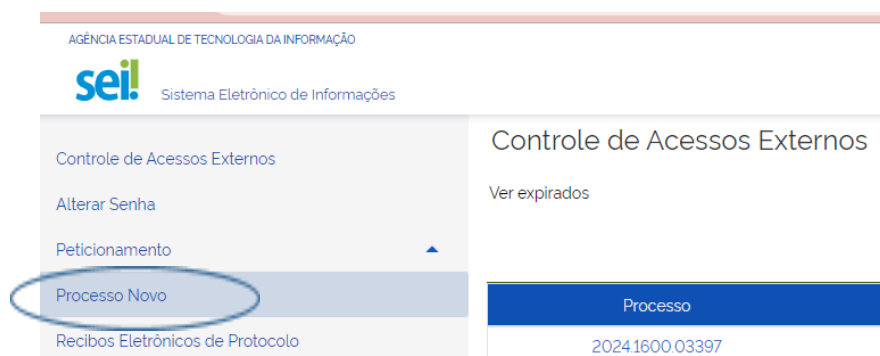 AGÊNCIA ESTADUAL DE TECNOLOGIA DA INFORMAÇÃO
sei!
Sistema Eletrônico de Informações
Controle de Acessos Externos
Alterar Senha
Peticionamento
Processo Novo
Recibos Eletrônicos de Protocolo
Controle de Acessos Externos
Ver expirados
Processo
2024.1600.03397